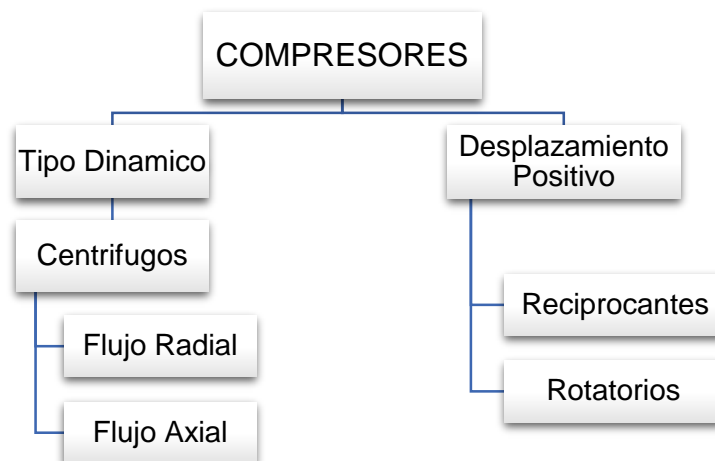 COMPRESORES
Tipo Dinamico
Desplazamiento
Positivo
Centrifugos
Reciprocantes
Flujo Radial
Rotatorios
Flujo Axial